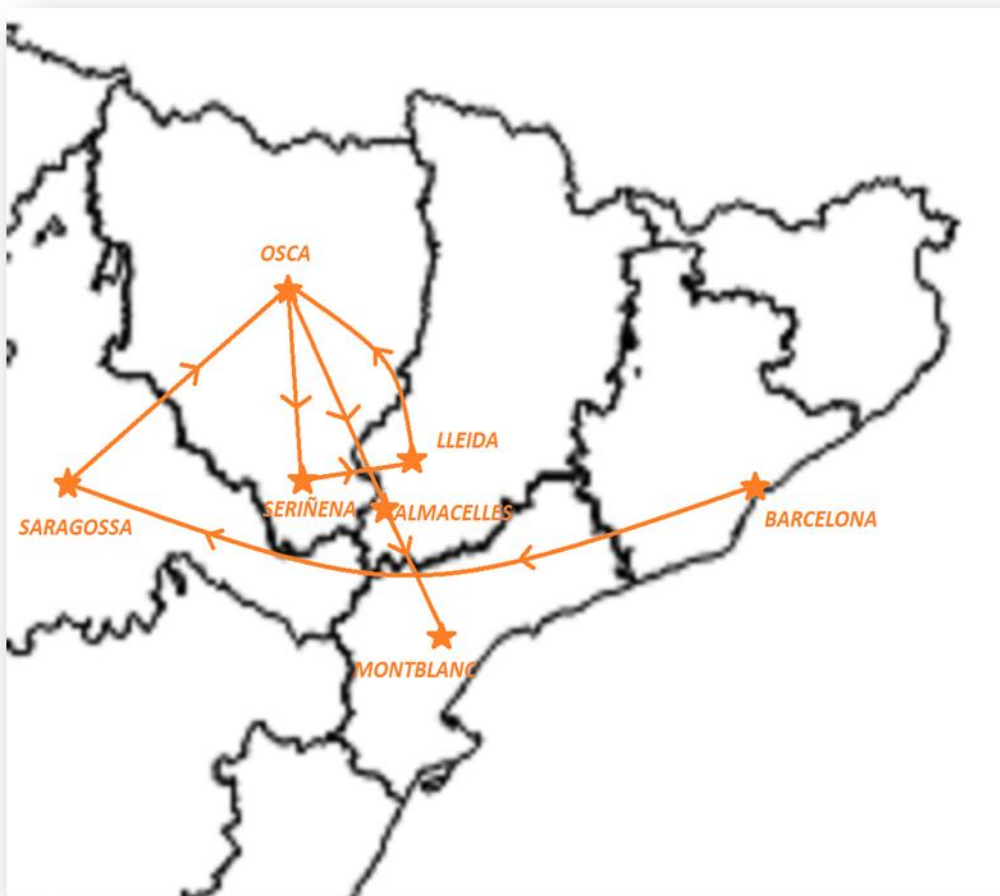 OSCA
LLEIDA
SERIÑENA
ALMACELLES
SARAGOSSA
BARCELONA
MONTBLANC